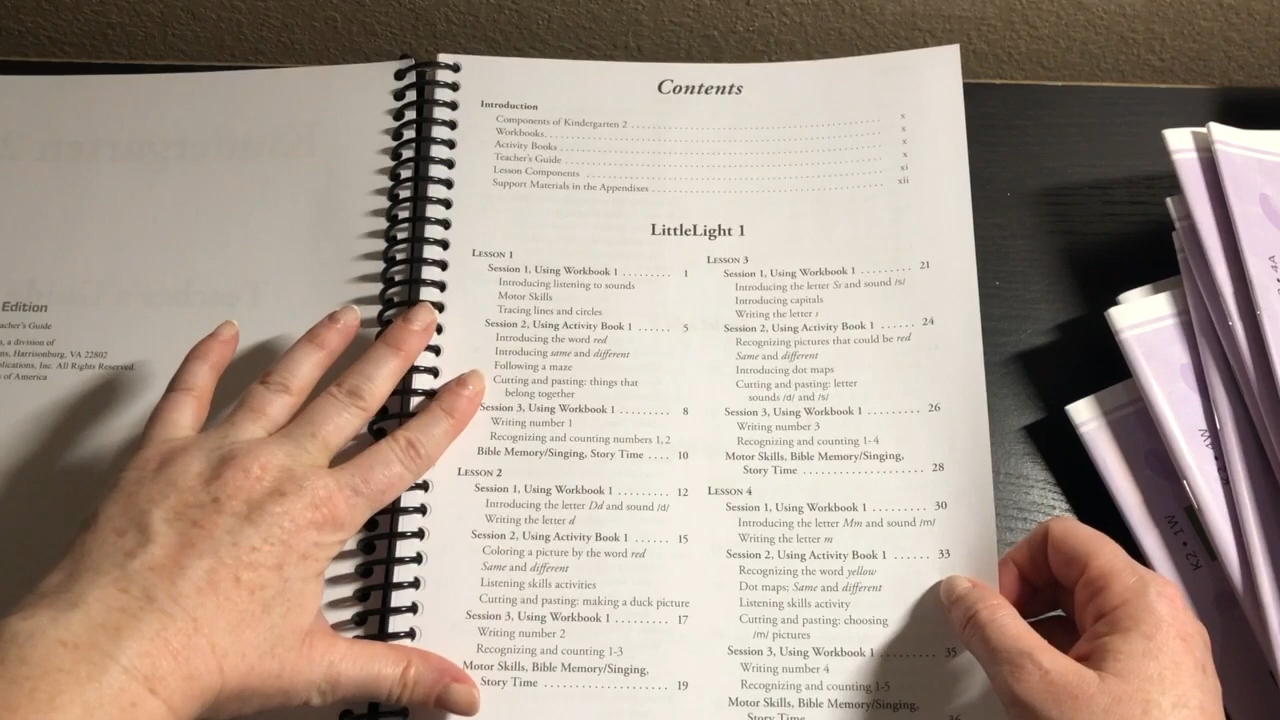 Edition
acher's Guide
s, a division of
ns, Harrisonburg, VA 22802
blications, Inc. All Rights Reserved.
s of America
Contents
Introduction
Components of Kindergarten 2 x
Workbooks x
Activity Books x
Teacher's Guide x
Lesson Components xi
Support Materials in the Appendixes xii
LittleLight 1
LESSON 1
Session 1, Using Workbook 1 ........ 1
Introducing listening to sounds
Motor Skills
Tracing lines and circles
Session 2, Using Activity Book 1 ...... 5
Introducing the word red
Introducing same and different
Following a maze
Cutting and pasting: things that
belong together
Session 3, Using Workbook 1 ........ 8
Writing number 1
Recognizing and counting numbers 1, 2
Bible Memory/Singing, Story Time .... 10
LESSON 2
Session 1, Using Workbook 1 ........ 12
Introducing the letter Dd and sound /d/
Writing the letter d
Session 2, Using Activity Book 1 ...... 15
Coloring a picture by the word red
Same and different
Listening skills activities
Cutting and pasting: making a duck picture
Session 3, Using Workbook 1 ........ 17
Writing number 2
Recognizing and counting 1-3
Motor Skills, Bible Memory/Singing,
Story Time .................... 19
LESSON 3
Session 1, Using Workbook 1 ......... 21
Introducing the letter Ss and sound /s/
Introducing capitals
Writing the letter s
Session 2, Using Activity Book 1 ...... 24
Recognizing pictures that could be red
Same and different
Introducing dot maps
Cutting and pasting: letter
sounds /d/ and /s/
Session 3, Using Workbook 1 ......... 26
Writing number 3
Recognizing and counting 1-4
Motor Skills, Bible Memory/Singing,
Story Time .................... 28
LESSON 4
Session 1, Using Workbook 1 ......... 30
Introducing the letter Mm and sound /m/
Writing the letter m
Session 2, Using Activity Book 1 ...... 33
Recognizing the word yellow
Dot maps; Same and different
Listening skills activity
Cutting and pasting: choosing
/m/ pictures
Session 3, Using Workbook 1 ......... 35
Writing number 4
Recognizing and counting 1-5
Motor Skills, Bible Memory/Singing,
Story Time
4A
K2 • 1W